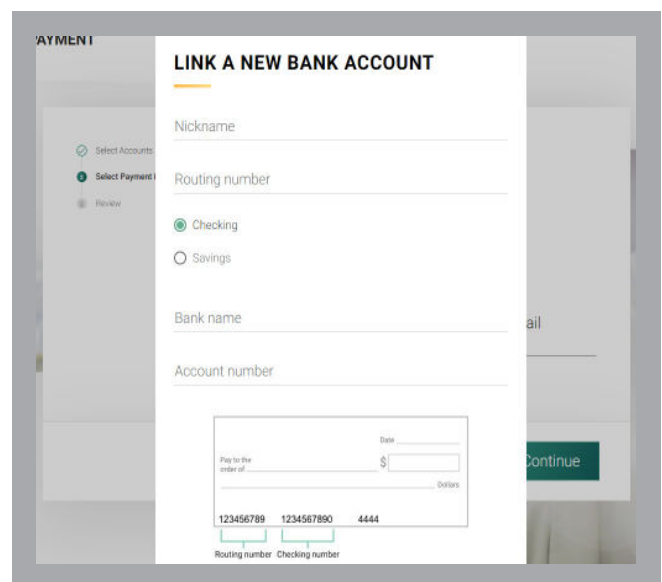 PAYMENT
LINK A NEW BANK ACCOUNT
Nickname
Select Accounts
Select Payment
Routing number
Review
Checking
Savings
Bank name
ail
Account number
Date
Pay to the
order of
$
Dollars
Continue
123456789 1234567890 4444
Routing number Checking number